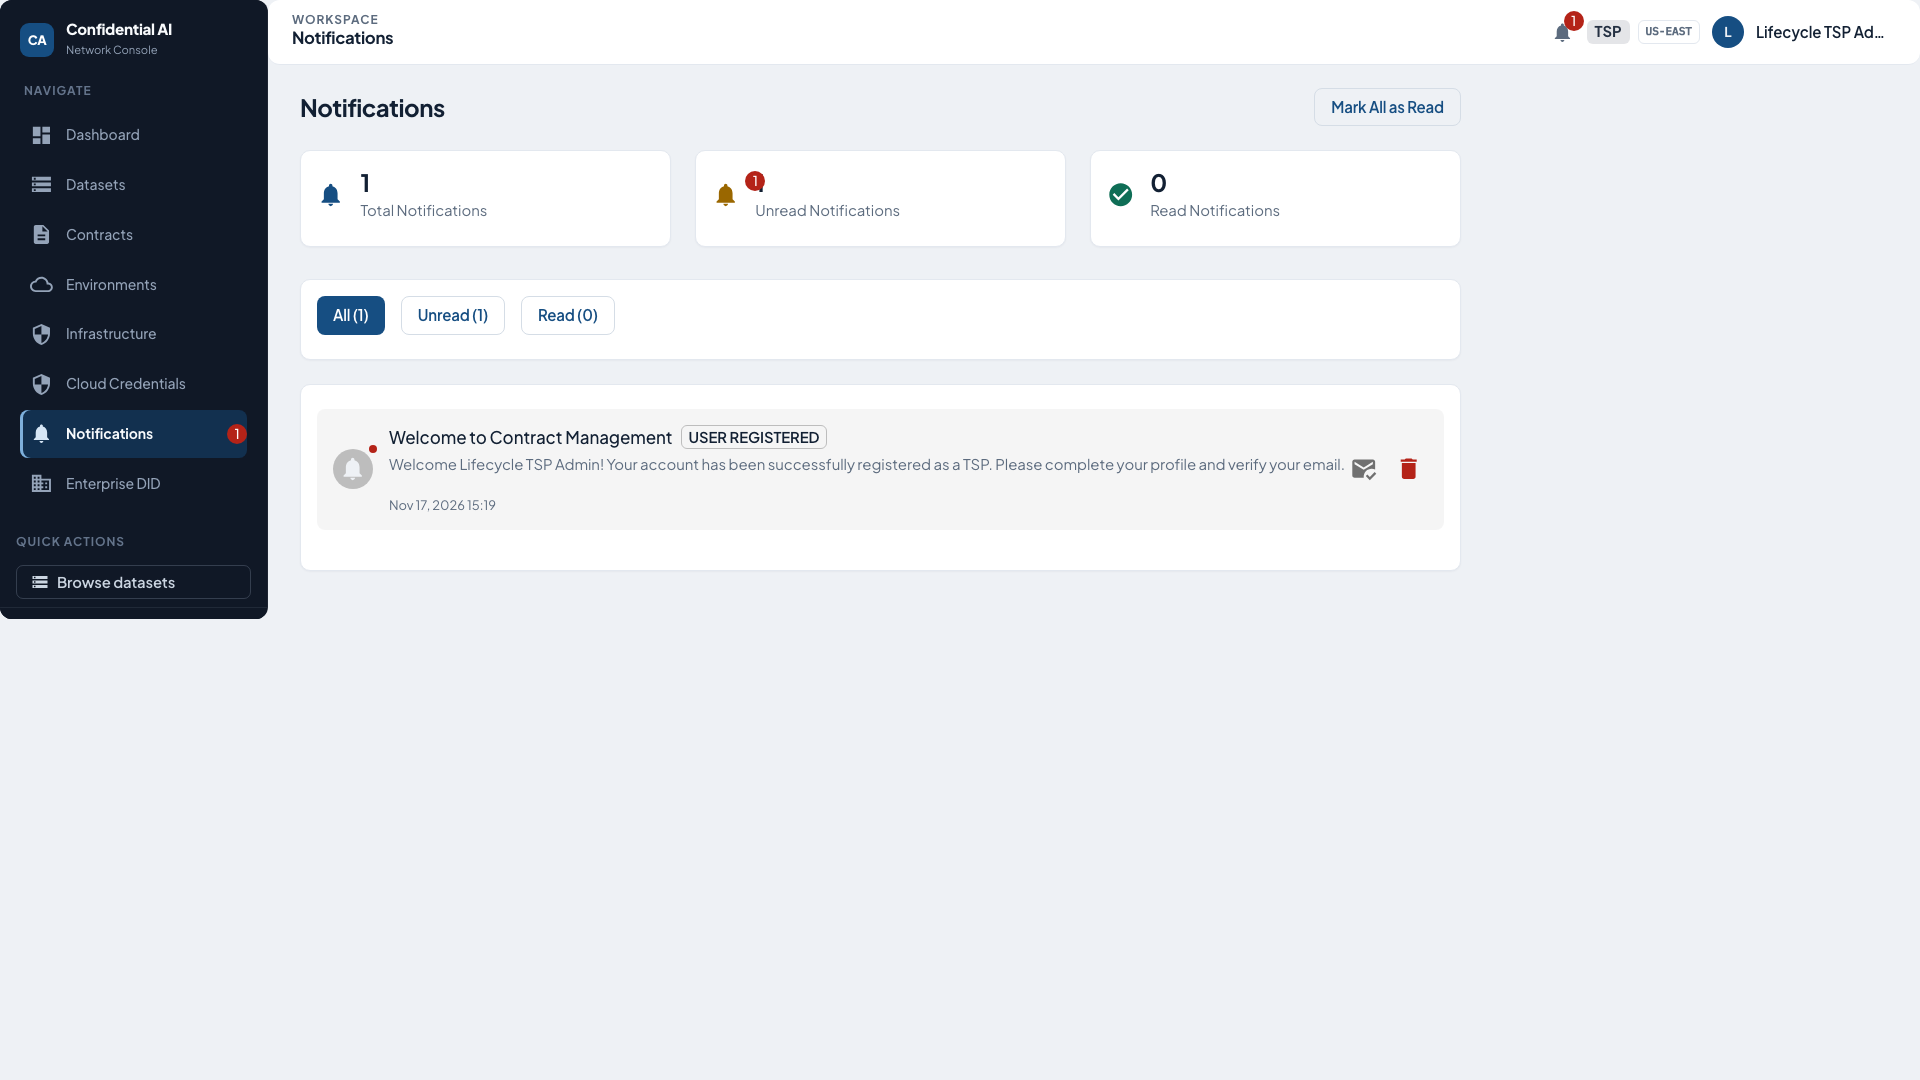 CA
Confidential AI
Network Console
NAVIGATE
Dashboard
Datasets
Contracts
Environments
Infrastructure
Cloud Credentials
Notifications
1
Enterprise DID
QUICK ACTIONS
Browse datasets
WORKSPACE
Notifications
1
TSP
US-EAST
L
Lifecycle TSP Ad...
Notifications
Mark All as Read
1
Total Notifications
1
Unread Notifications
0
Read Notifications
All (1)
Unread (1)
Read (0)
Welcome to Contract Management
USER REGISTERED
Welcome Lifecycle TSP Admin! Your account has been successfully registered as a TSP. Please complete your profile and verify your email.
Nov 17, 2026 15:19